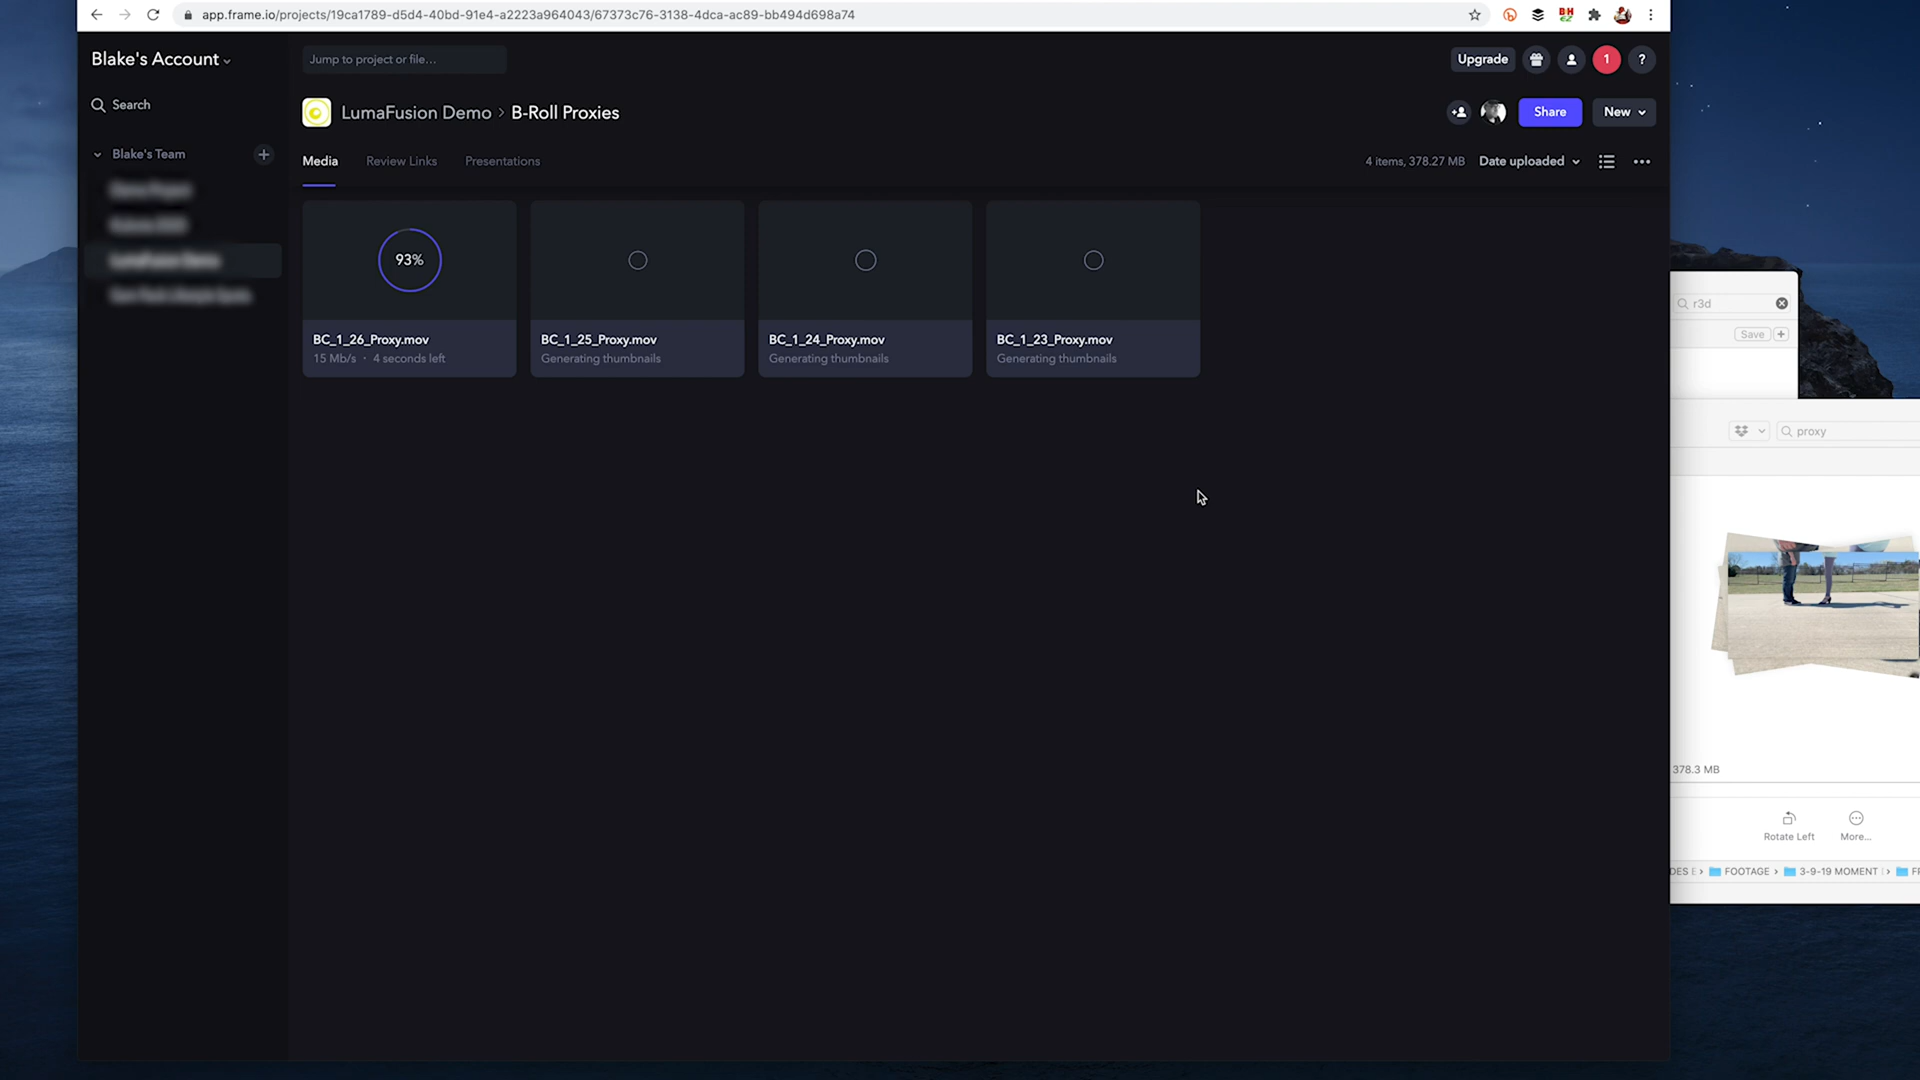 app.frame.io/projects/19ca1789-d5d4-40bd-91e4-a2223a964043/67373c76-3138-4dca-ac89-bb494d698a74
Blake's Account
Jump to project or file...
Upgrade
1
?
Search
LumaFusion Demo > B-Roll Proxies
Share
New
Blake's Team
Media
Review Links
Presentations
4 items, 378.27 MB
Date uploaded
LumaFusion Demo
93%
BC_1_26_Proxy.mov
15 Mb/s · 4 seconds left
BC_1_25_Proxy.mov
Generating thumbnails
BC_1_24_Proxy.mov
Generating thumbnails
BC_1_23_Proxy.mov
Generating thumbnails
r3d
Save
proxy
378.3 MB
Rotate Left
More...
DES E > FOOTAGE > 3-9-19 MOMENT > FF